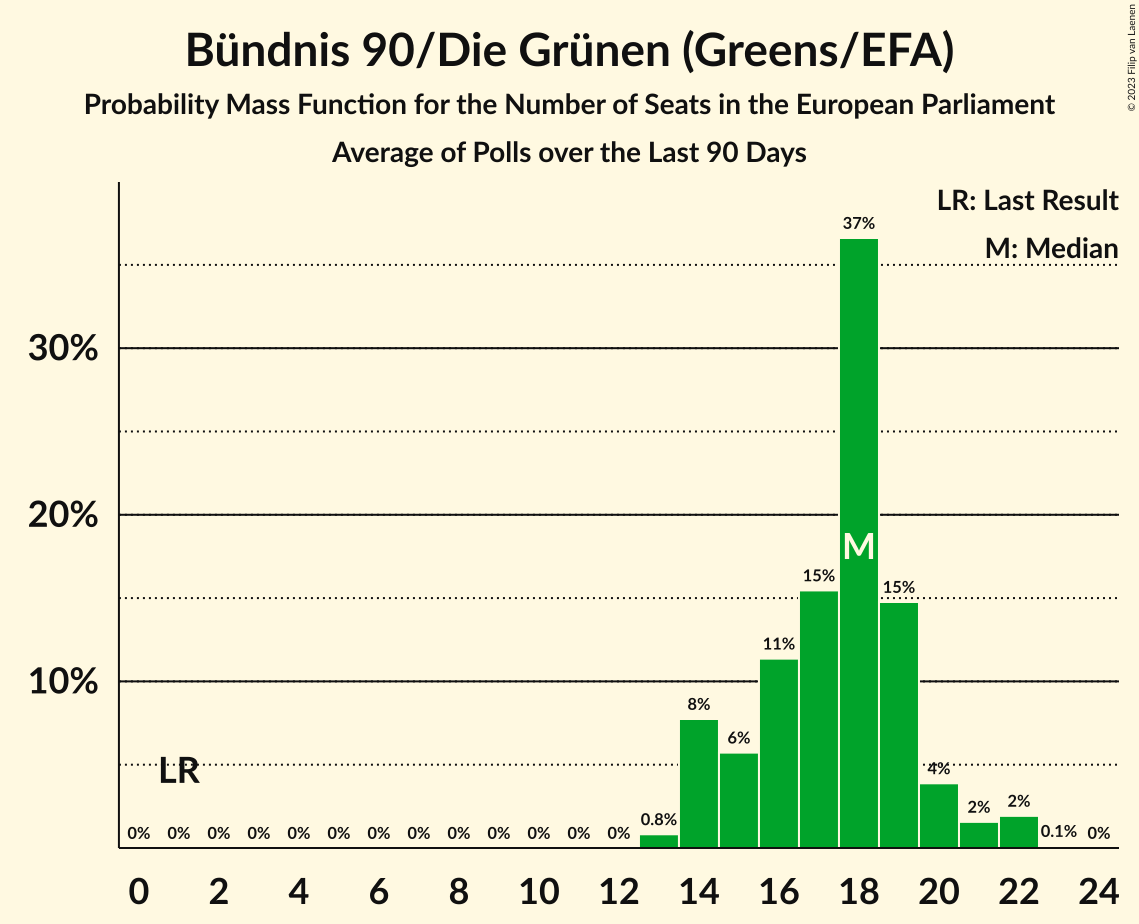 Bündnis 90/Die Grünen (Greens/EFA)
Probability Mass Function for the Number of Seats in the European Parliament
Average of Polls over the Last 90 Days
© 2023 Filip van Laenen
LR: Last Result
M: Median
37%
30%
20%
M
15%
15%
11%
10%
8%
6%
LR
4%
2%
2%
0% 0% 0% 0% 0% 0% 0% 0% 0% 0% 0% 0% 0% 0.8% 0.1% 0%
0 2 4 6 8 10 12 14 16 18 20 22 24